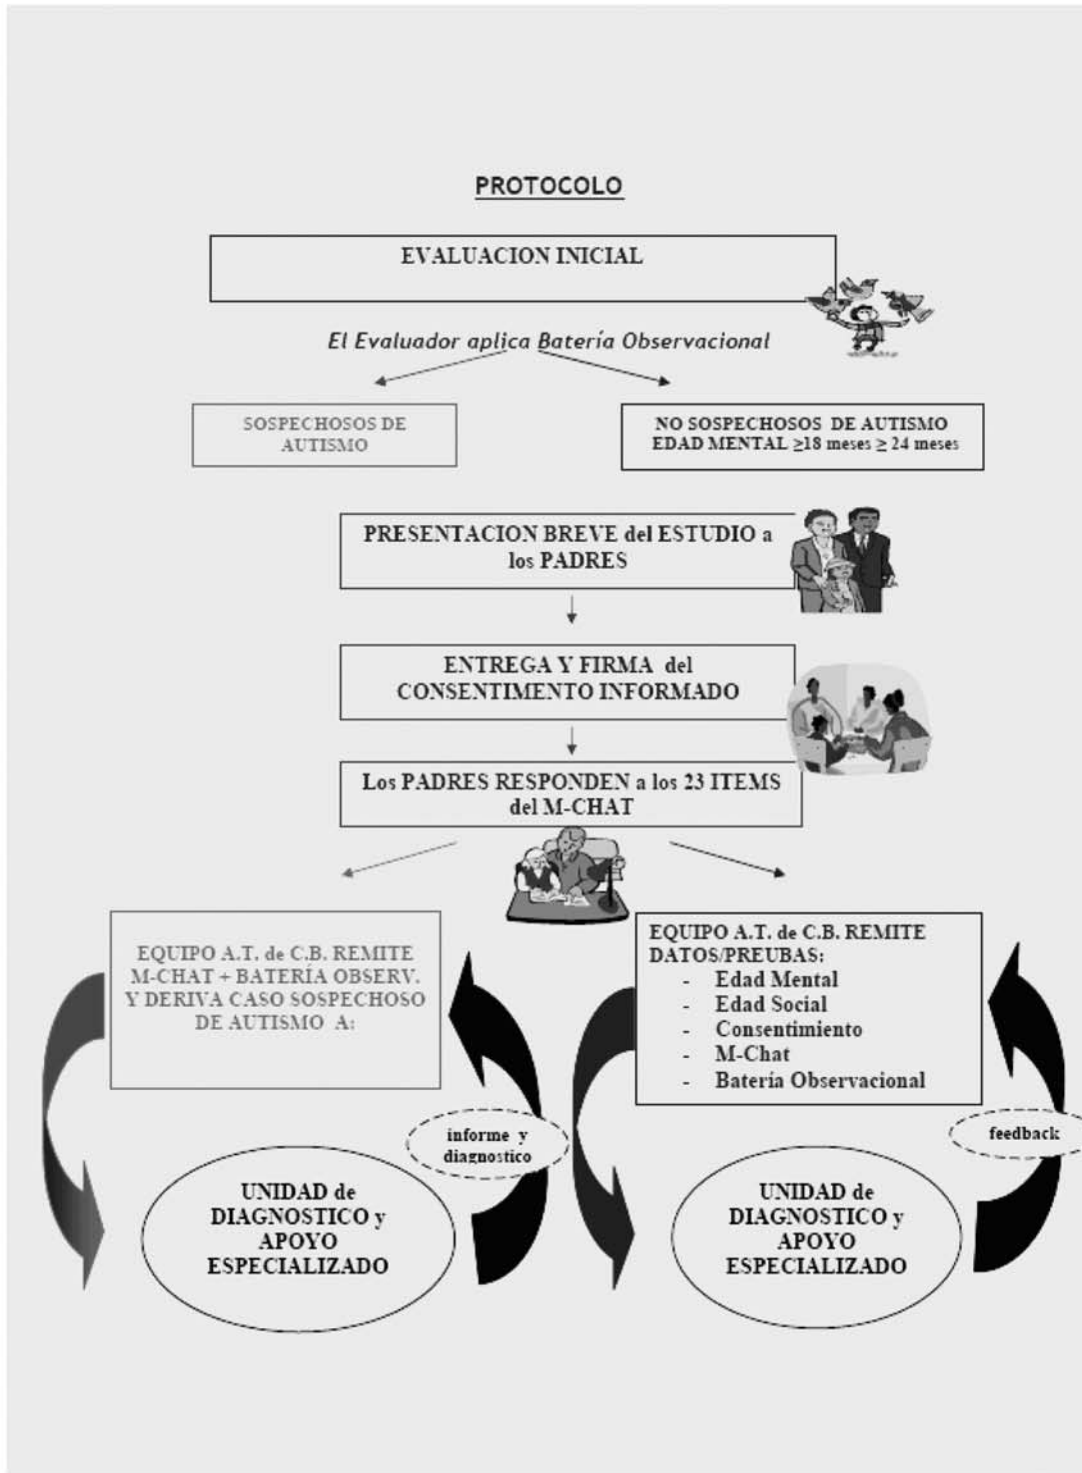 PROTOCOLO
EVALUACION INICIAL
El Evaluador aplica Batería Observacional
SOSPECHOSOS DE
AUTISMO
NO SOSPECHOSOS DE AUTISMO
EDAD MENTAL ≥18 meses ≥ 24 meses
PRESENTACION BREVE del ESTUDIO a
los PADRES
ENTREGA Y FIRMA del
CONSENTIMENTO INFORMADO
Los PADRES RESPONDEN a los 23 ITEMS
del M-CHAT
EQUIPO A.T. de C.B. REMITE
M-CHAT + BATERÍA OBSERV.
Y DERIVA CASO SOSPECHOSO
DE AUTISMO A:
EQUIPO A.T. de C.B. REMITE
DATOS/PREUBAS:
- Edad Mental
- Edad Social
- Consentimiento
- M-Chat
- Batería Observacional
informe y
diagnostico
feedback
UNIDAD de
DIAGNOSTICO y
APOYO
ESPECIALIZADO
UNIDAD de
DIAGNOSTICO y
APOYO
ESPECIALIZADO